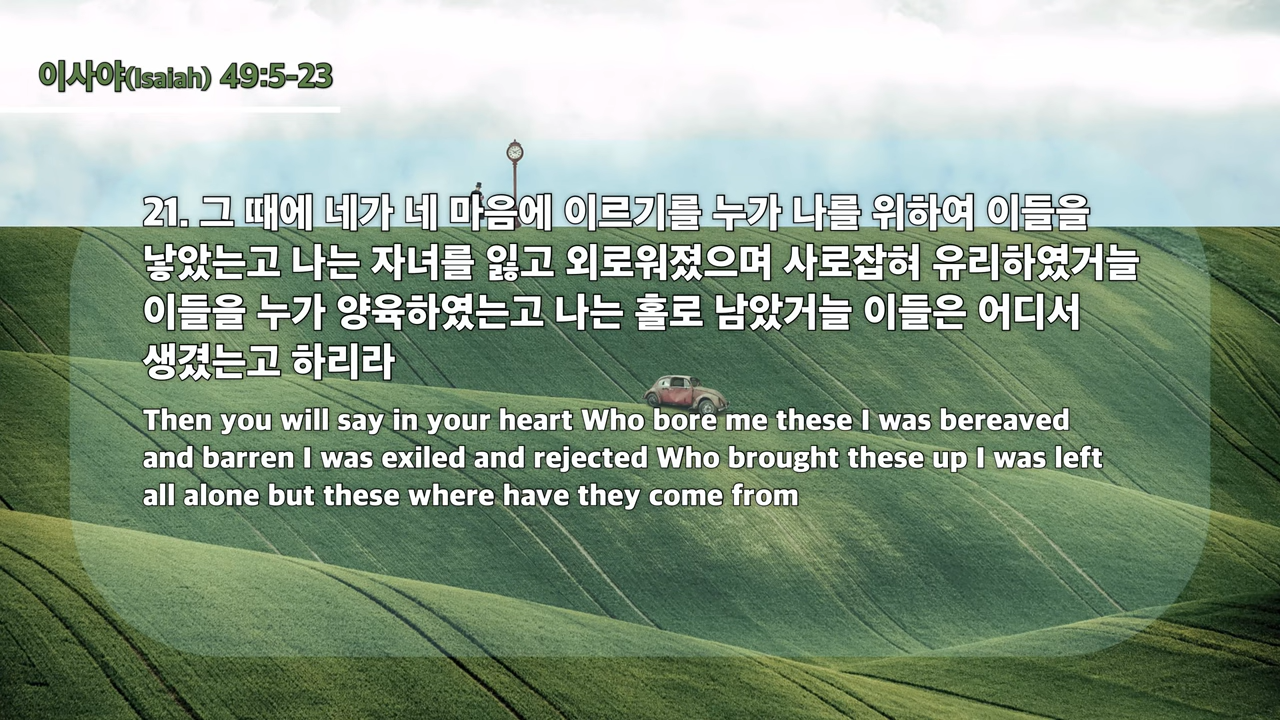 이사야(Isaiah) 49:5-23
21. 그 때에 네가 네 마음에 이르기를 누가 나를 위하여 이들을
낳았는고 나는 자녀를 잃고 외로워졌으며 사로잡혀 유리하였거늘
이들을 누가 양육하였는고 나는 홀로 남았거늘 이들은 어디서
생겼는고 하리라
Then you will say in your heart Who bore me these I was bereaved
and barren I was exiled and rejected Who brought these up I was left
all alone but these where have they come from